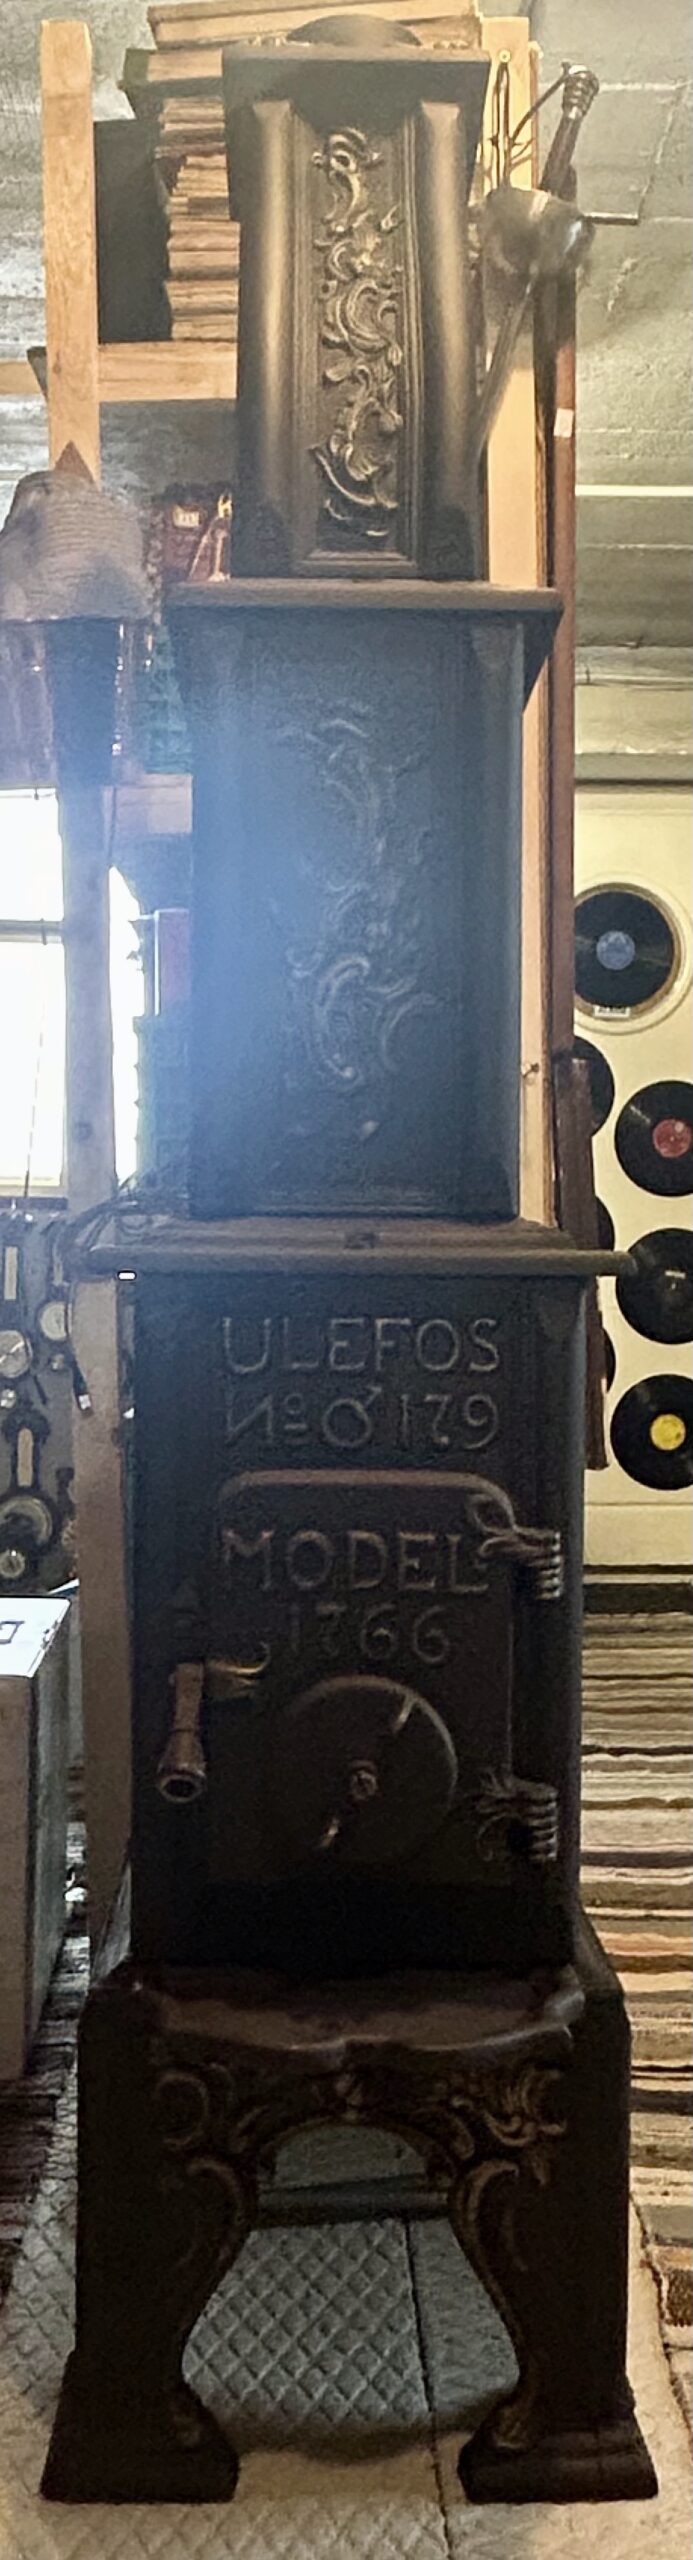 ULEFOS
No ♂ 179
MODEL
1766